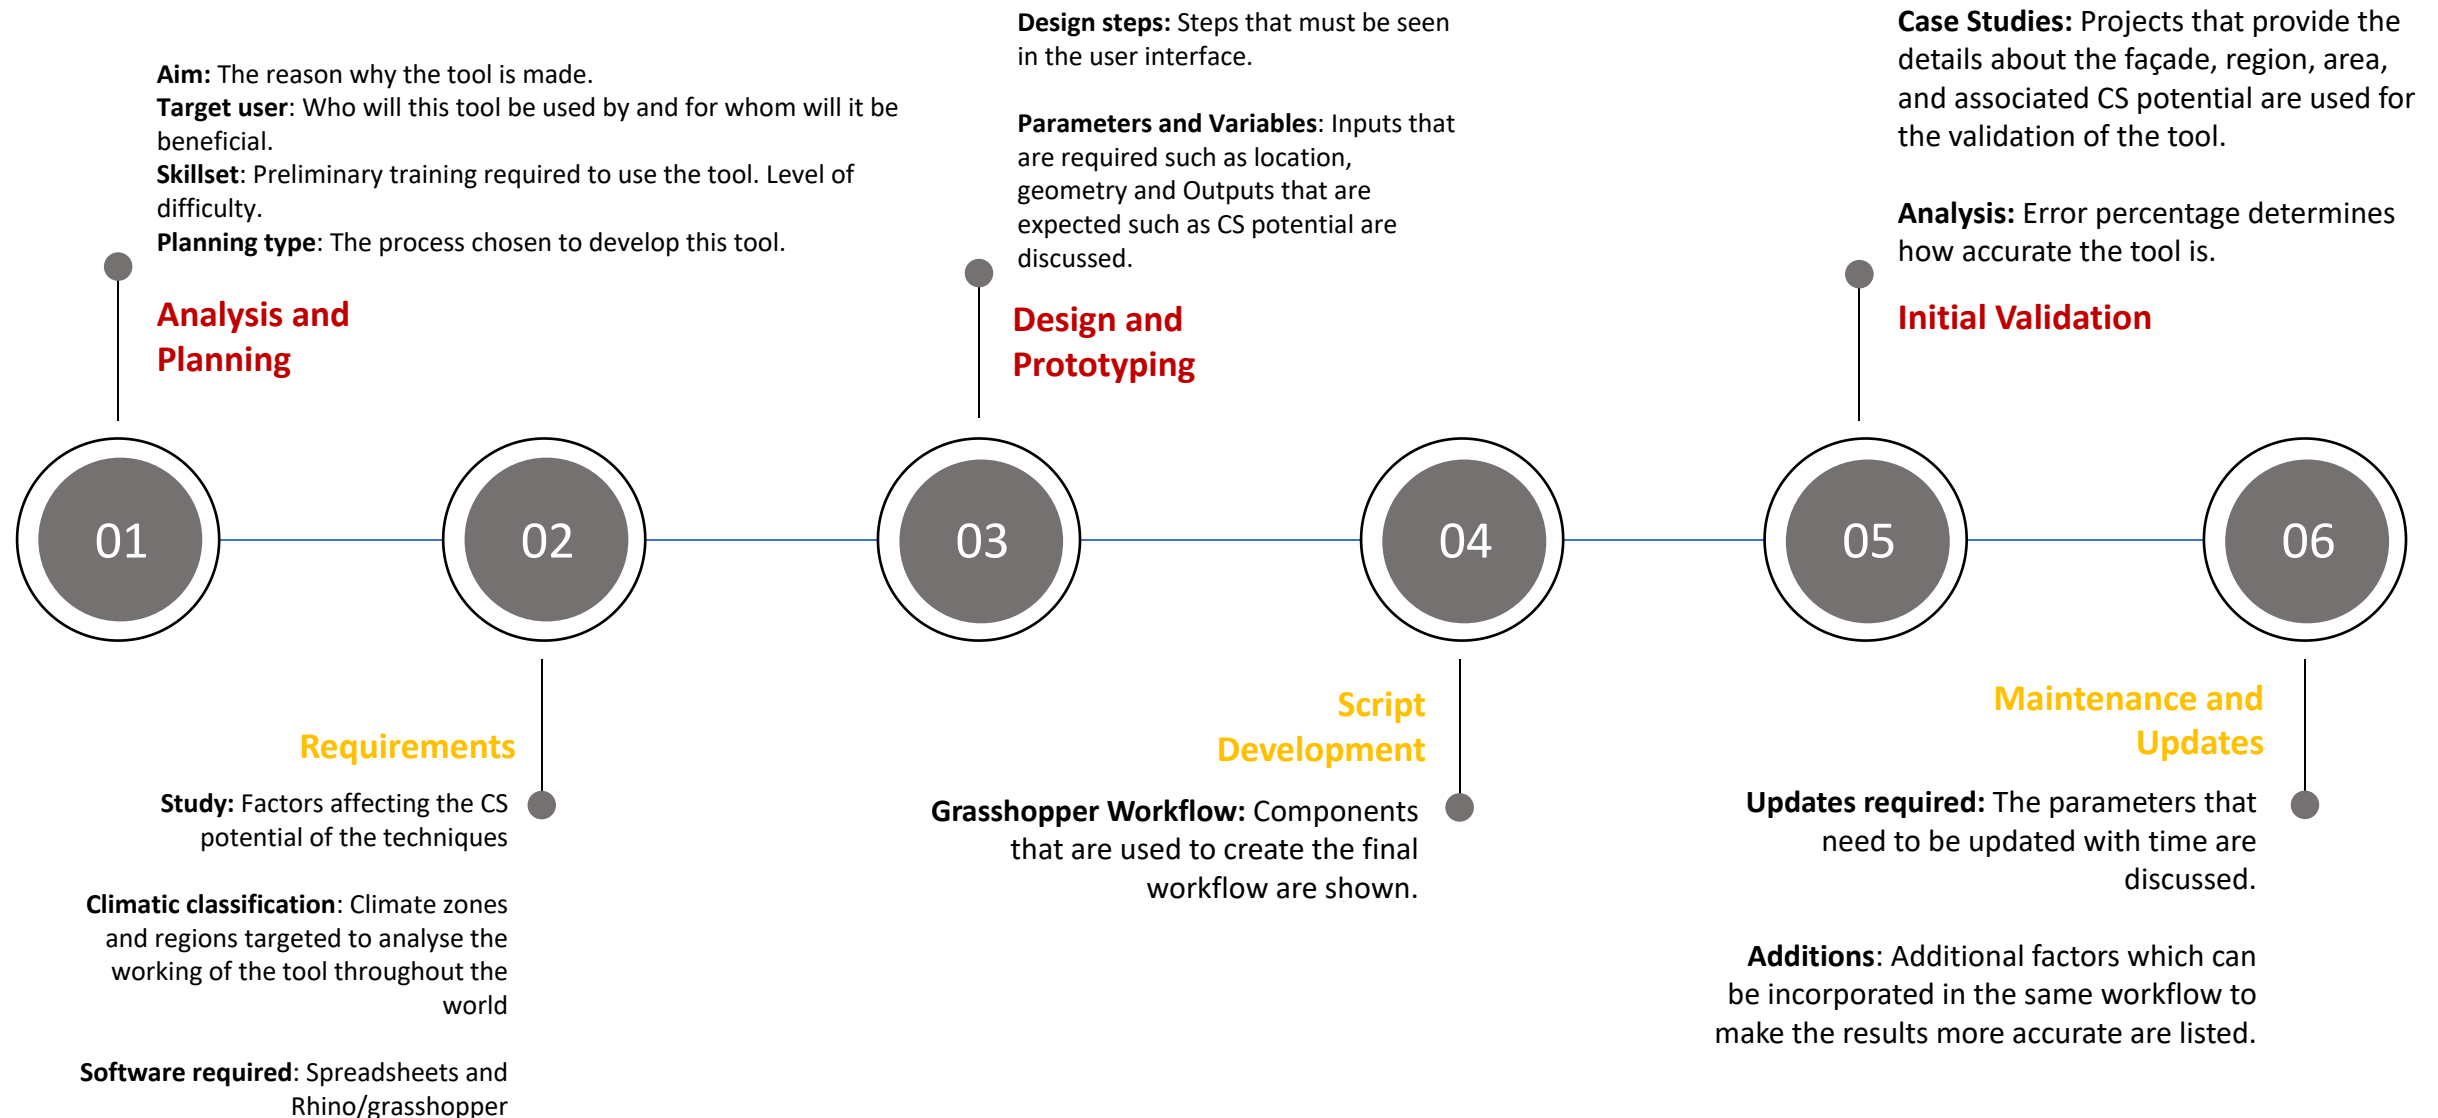 Aim: The reason why the tool is made.
Target user: Who will this tool be used by and for whom will it be
beneficial.
Skillset: Preliminary training required to use the tool. Level of
difficulty.
Planning type: The process chosen to develop this tool.
Analysis and
Planning
01
02
Requirements
Study: Factors affecting the CS
potential of the techniques
Climatic classification: Climate zones
and regions targeted to analyse the
working of the tool throughout the
world
Software required: Spreadsheets and
Rhino/grasshopper
Design steps: Steps that must be seen
in the user interface.
Parameters and Variables: Inputs that
are required such as location,
geometry and Outputs that are
expected such as CS potential are
discussed.
Design and
Prototyping
03
04
Script
Development
Grasshopper Workflow: Components
that are used to create the final
workflow are shown.
Case Studies: Projects that provide the
details about the façade, region, area,
and associated CS potential are used for
the validation of the tool.
Analysis: Error percentage determines
how accurate the tool is.
Initial Validation
05
06
Maintenance and
Updates
Updates required: The parameters that
need to be updated with time are
discussed.
Additions: Additional factors which can
be incorporated in the same workflow to
make the results more accurate are listed.